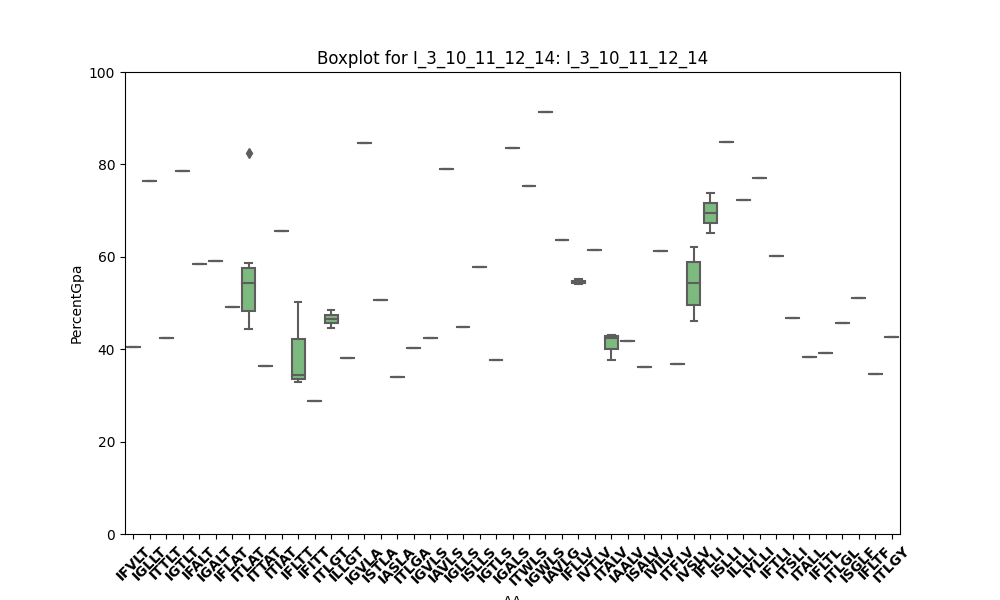 Boxplot for I_3_10_11_12_14: I_3_10_11_12_14
PercentGpa
100
80
60
40
20
0
IFVLT
IGLLT
ITTLT
IGTLT
IFALT
IGALT
IFLAT
ITLAT
ITTAT
ITIAT
IFLTT
IFITT
ITLGT
ILLGT
IGVLA
ISTLA
IASLA
ITLGA
IGVLS
IAVLS
IGLLS
ISLLS
IGTLS
IGALS
ITWLS
IGWLS
IAVLG
IFLLV
IVTLV
ITALV
IAALV
ISALV
IVILV
ITFLV
IVSLV
IFLLI
ISLLI
ILLLI
IYLLI
IFTLI
ITSLI
ITALL
IFLTL
ITLGL
ISGLF
IFLTF
ITLGY